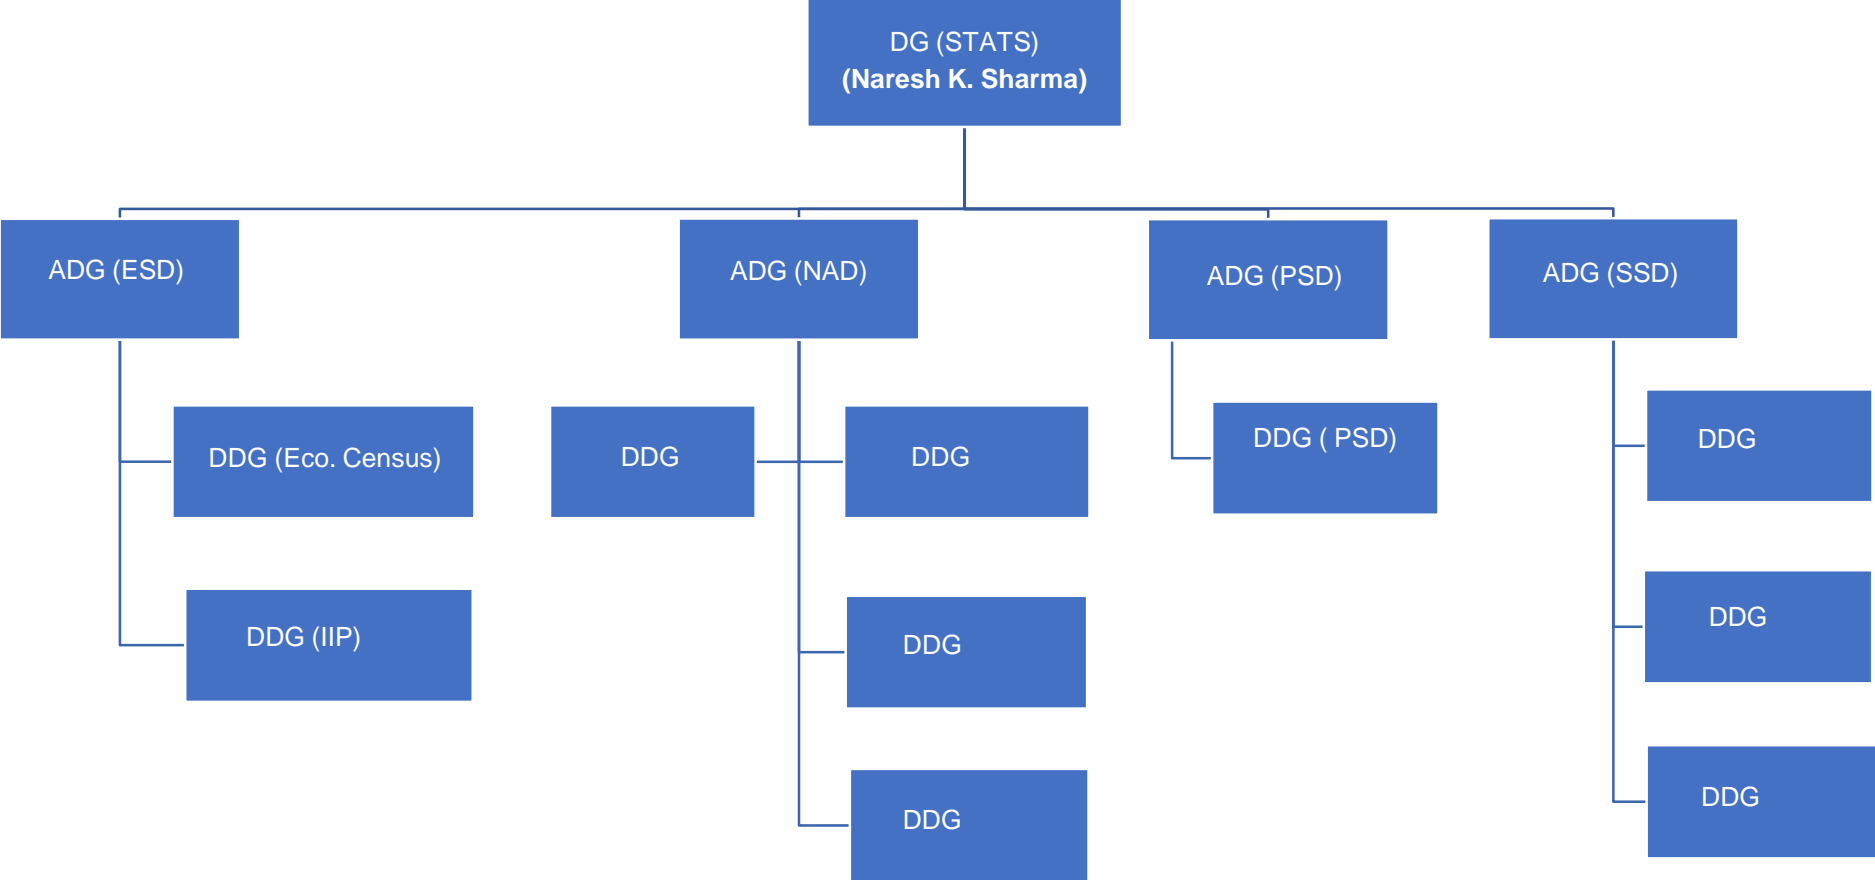 DG (STATS)
(Naresh K. Sharma)
ADG (ESD)
ADG (NAD)
ADG (PSD)
ADG (SSD)
DDG (Eco. Census)
DDG
DDG
DDG ( PSD)
DDG
DDG (IIP)
DDG
DDG
DDG
DDG